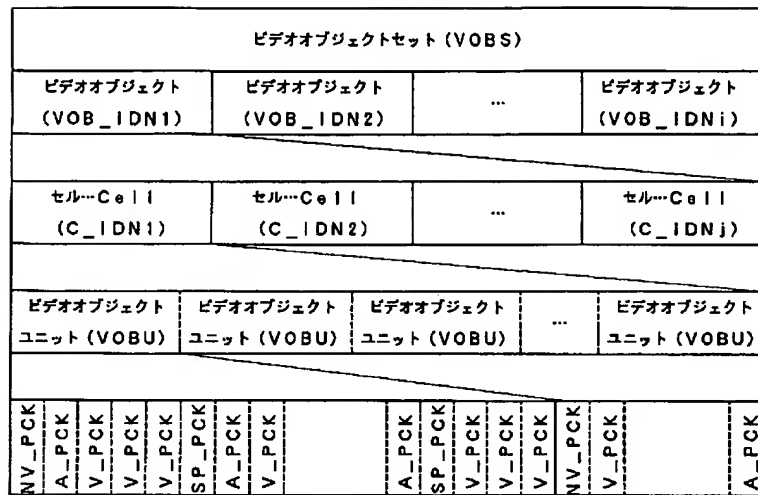 ビデオオブジェクトセット(VOBS)
ビデオオブジェクト
(VOB_IDN1)
ビデオオブジェクト
(VOB_IDN2)
…
ビデオオブジェクト
(VOB_IDNi)
セル…Cell
(C_IDN1)
セル…Cell
(C_IDN2)
…
セル…Cell
(C_IDNj)
ビデオオブジェクト
ユニット(VOBU)
ビデオオブジェクト
ユニット(VOBU)
ビデオオブジェクト
ユニット(VOBU)
…
ビデオオブジェクト
ユニット(VOBU)
NV_PCK
A_PCK
V_PCK
V_PCK
V_PCK
SP_PCK
A_PCK
V_PCK
A_PCK
SP_PCK
V_PCK
V_PCK
V_PCK
NV_PCK
V_PCK
A_PCK